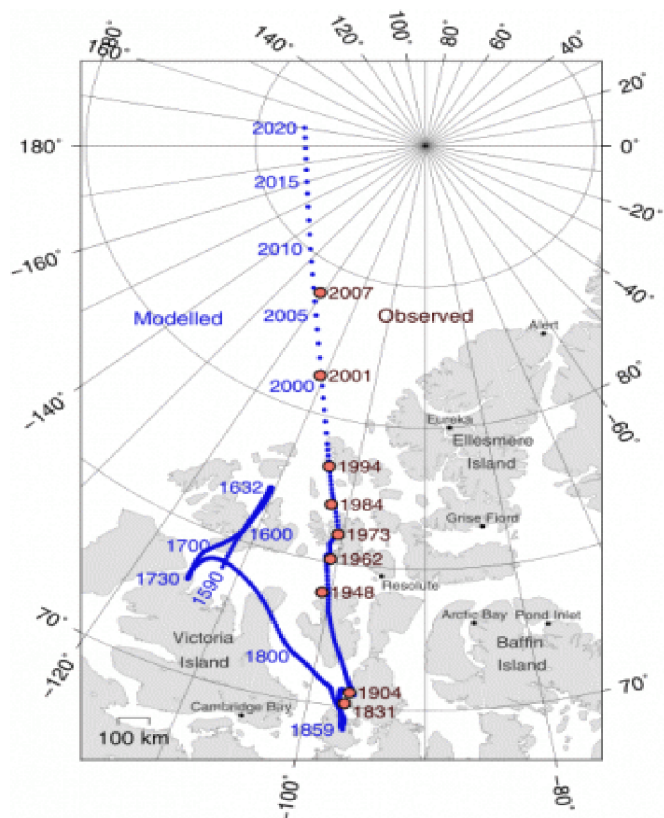 180˚
160˚
140˚
120˚
100˚
80˚
60˚
40˚
20˚
180˚
0˚
2020
2015
-20˚
2010
-160˚
-40˚
2007
Modelled
2005
Observed
Alert
2001
2000
80˚
-140˚
-60˚
Eureka
Ellesmere
Island
1994
1632
1984
Grise Fiord
1600
1973
1700
1962
1730
1590
1948
Resolute
70˚
Victoria
Island
Arctic Bay
Pond Inlet
Baffin
Island
-120˚
1800
1904
70˚
Cambridge Bay
1831
1859
100 km
-100˚
-80˚